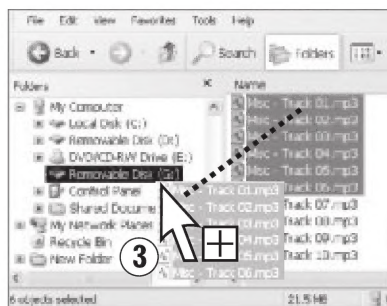 File Edit View Favorites Tools Help
Back Search Folders
Folders × Name
My Computer
Local Disk (C:)
Removable Disk (D:)
DVD/CD-RW Drive (E:)
Removable Disk (G:)
Control Panel
Shared Docume
My Network Places
Recycle Bin
New Folder
Misc - Track 01.mp3
Misc - Track 02.mp3
Misc - Track 03.mp3
Misc - Track 04.mp3
Misc - Track 05.mp3
Misc - Track 06.mp3
Track 07.mp3
Track 08.mp3
Track 09.mp3
Track 10.mp3
Misc - Track 01.mp3
Track 02.mp3
Track 03.mp3
Track 04.mp3
Track 05.mp3
Misc - Track 06.mp3
3
6 objects selected 21.5 MB